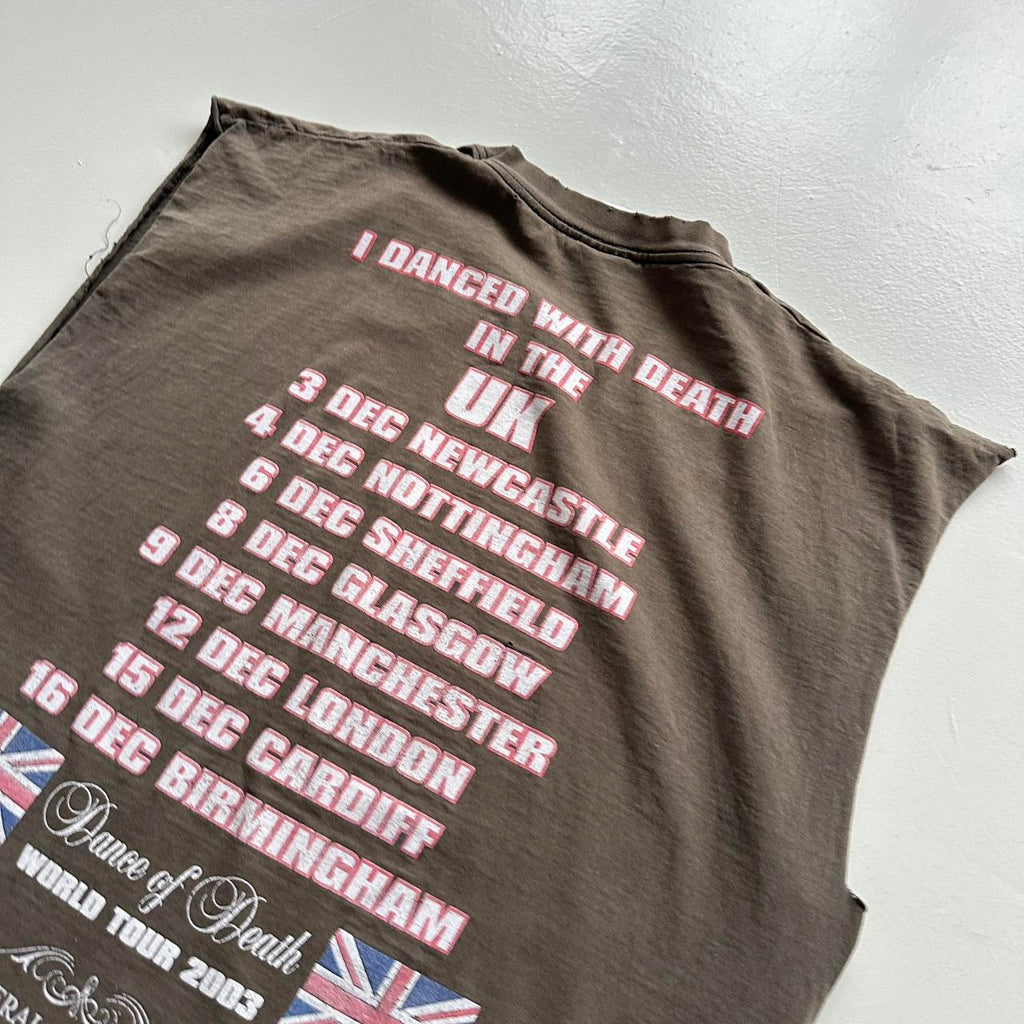 I DANCED WITH DEATH
IN THE
UK
3 DEC NEWCASTLE
4 DEC NOTTINGHAM
6 DEC SHEFFIELD
8 DEC GLASGOW
9 DEC MANCHESTER
12 DEC LONDON
15 DEC CARDIFF
16 DEC BIRMINGHAM
Dance of Death
WORLD TOUR 2003